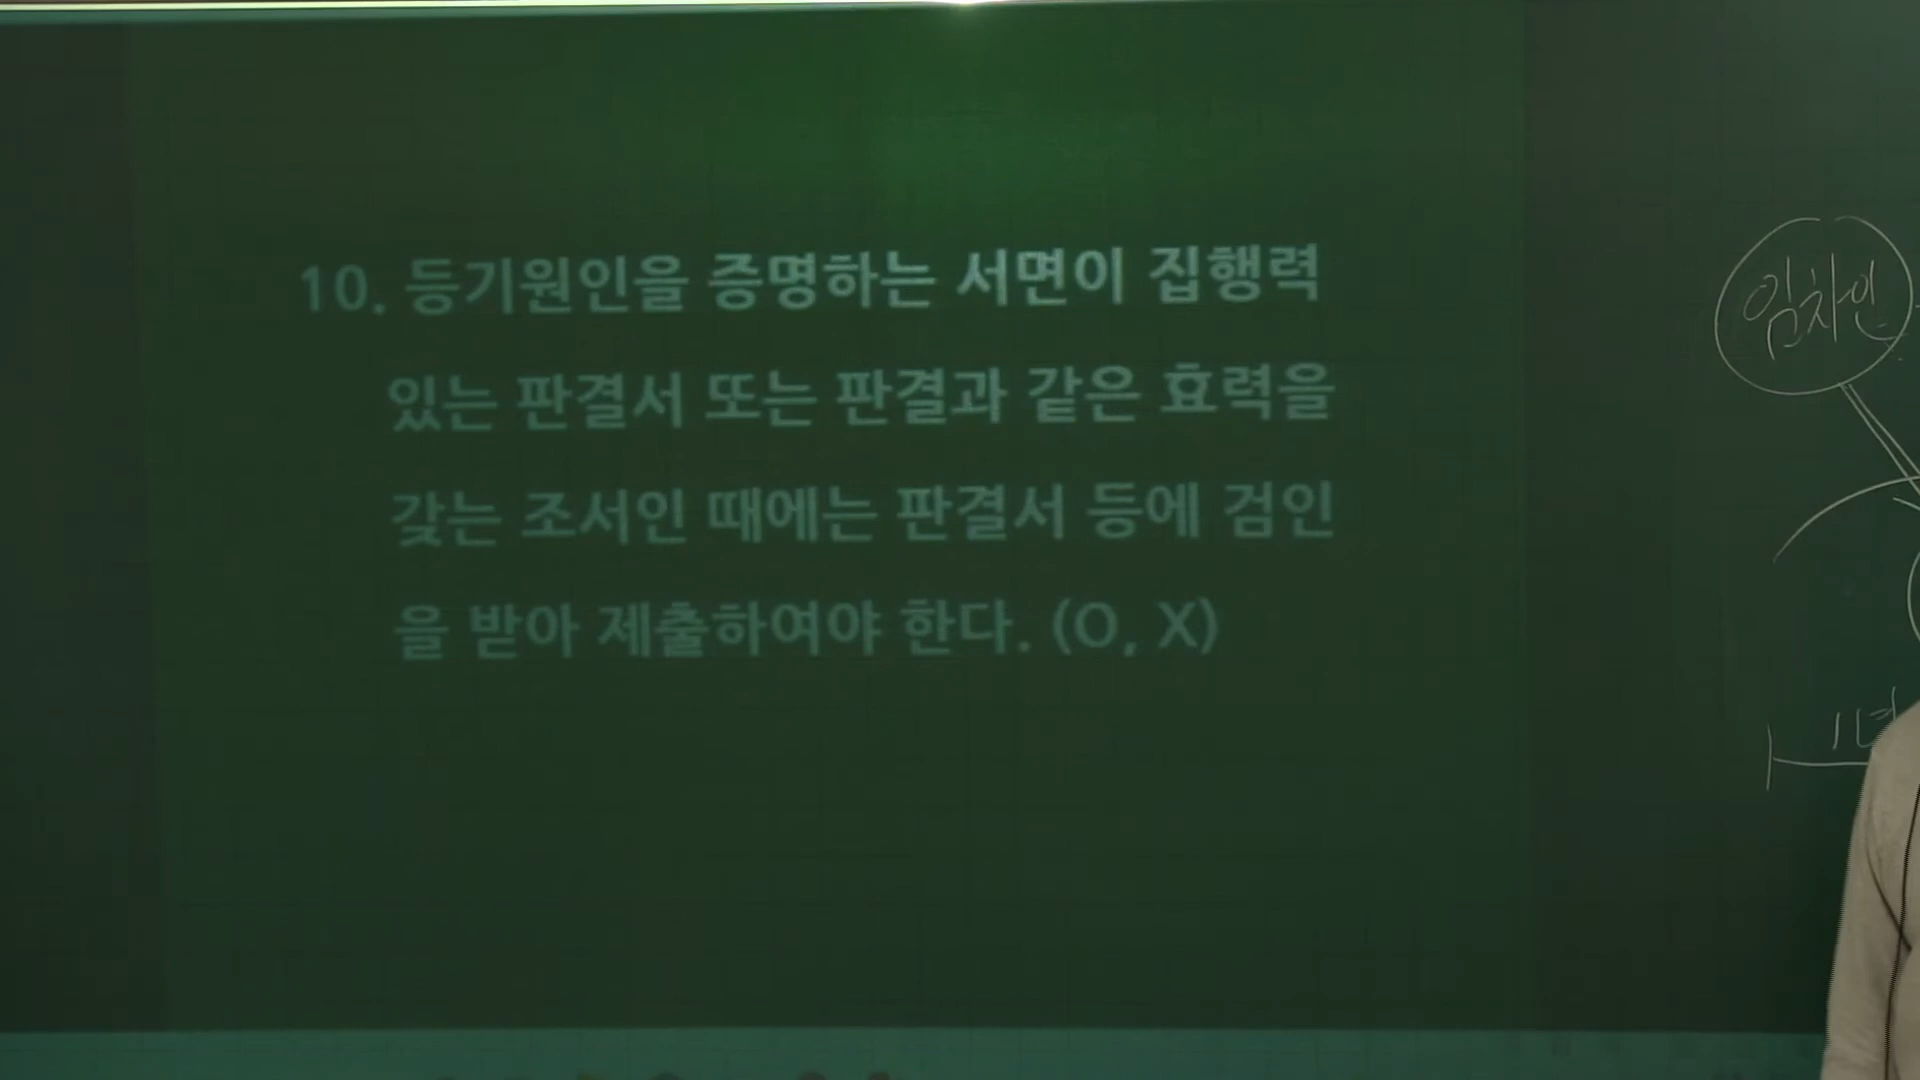 10. 등기원인을 증명하는 서면이 집행력
있는 판결서 또는 판결과 같은 효력을
갖는 조서인 때에는 판결서 등에 검인
을 받아 제출하여야 한다. (O, X)
임차인